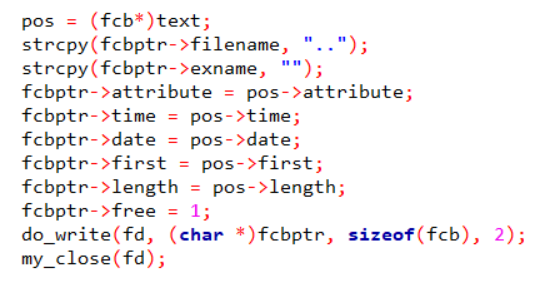 pos = (fcb*)text;
strcpy(fcbptr->filename, "..");
strcpy(fcbptr->exname, "");
fcbptr->attribute = pos->attribute;
fcbptr->time = pos->time;
fcbptr->date = pos->date;
fcbptr->first = pos->first;
fcbptr->length = pos->length;
fcbptr->free = 1;
do_write(fd, (char *)fcbptr, sizeof(fcb), 2);
my_close(fd);